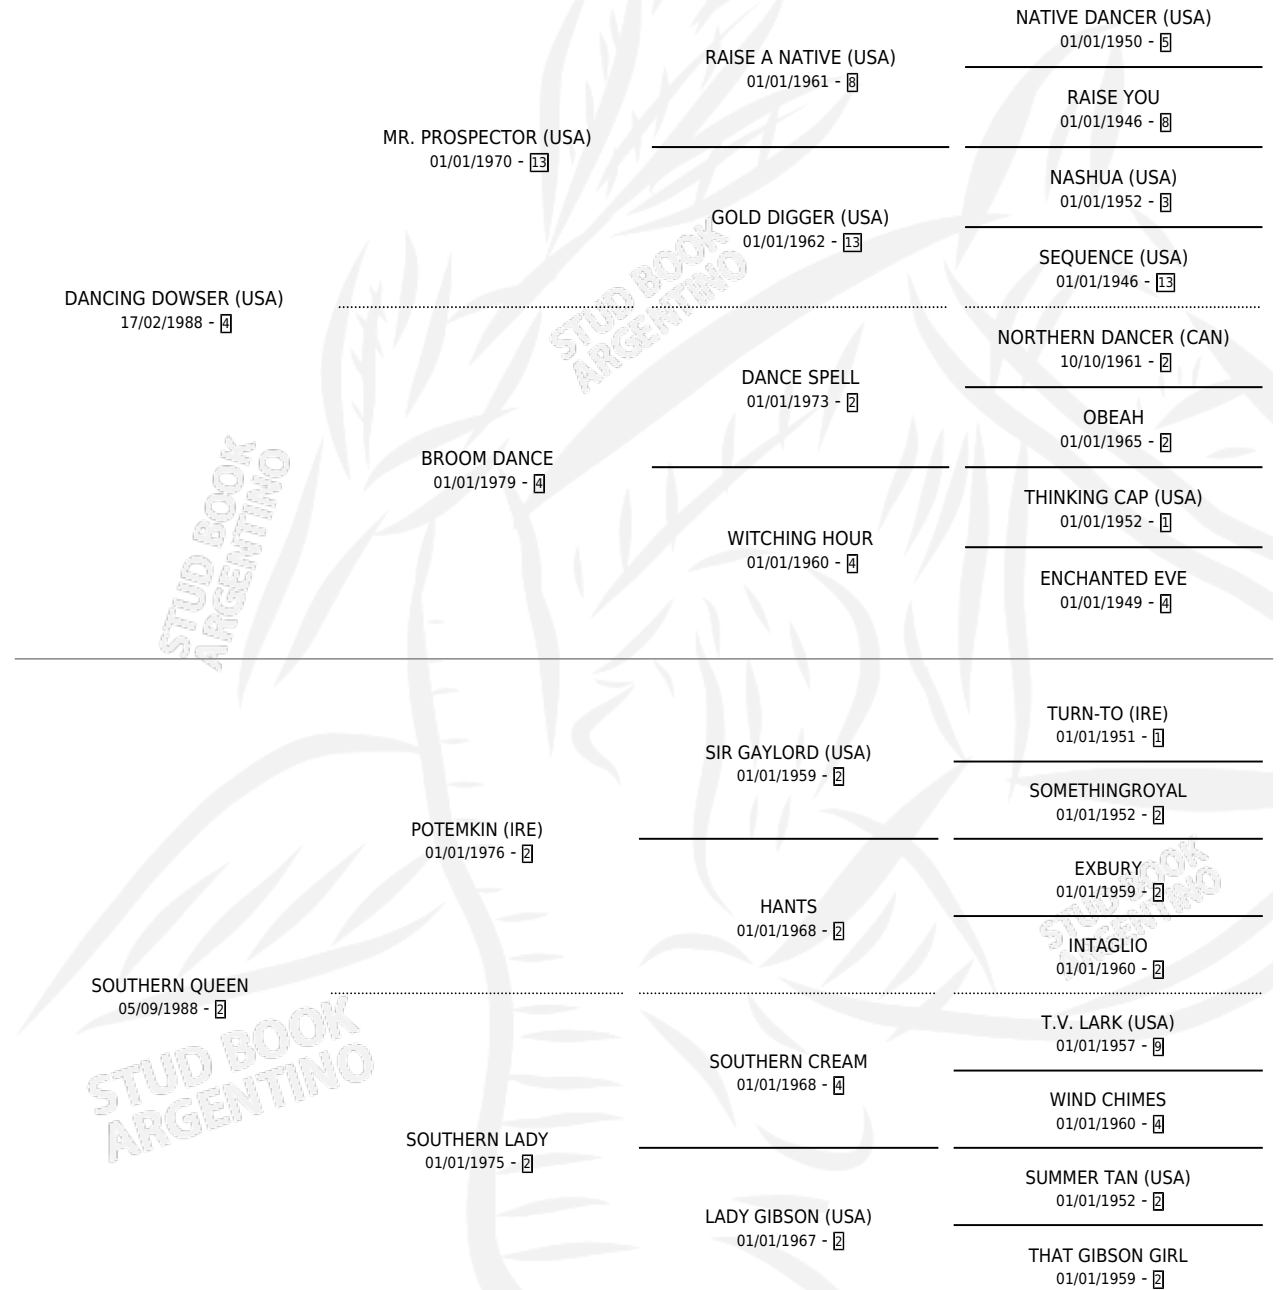 NATIVE DANCER (USA)
01/01/1950 - 5
RAISE A NATIVE (USA)
01/01/1961 - 8
RAISE YOU
01/01/1946 - 8
MR. PROSPECTOR (USA)
01/01/1970 - 13
NASHUA (USA)
01/01/1952 - 3
GOLD DIGGER (USA)
01/01/1962 - 13
SEQUENCE (USA)
01/01/1946 - 13
DANCING DOWSER (USA)
17/02/1988 - 4
NORTHERN DANCER (CAN)
10/10/1961 - 2
DANCE SPELL
01/01/1973 - 2
OBEAH
01/01/1965 - 2
BROOM DANCE
01/01/1979 - 4
THINKING CAP (USA)
01/01/1952 - 1
WITCHING HOUR
01/01/1960 - 4
ENCHANTED EVE
01/01/1949 - 4
TURN-TO (IRE)
01/01/1951 - 1
SIR GAYLORD (USA)
01/01/1959 - 2
SOMETHINGROYAL
01/01/1952 - 2
POTEMKIN (IRE)
01/01/1976 - 2
EXBURY
01/01/1959 - 2
HANTS
01/01/1968 - 2
INTAGLIO
01/01/1960 - 2
SOUTHERN QUEEN
05/09/1988 - 2
T.V. LARK (USA)
01/01/1957 - 9
SOUTHERN CREAM
01/01/1968 - 4
WIND CHIMES
01/01/1960 - 4
SOUTHERN LADY
01/01/1975 - 2
SUMMER TAN (USA)
01/01/1952 - 2
LADY GIBSON (USA)
01/01/1967 - 2
THAT GIBSON GIRL
01/01/1959 - 2
STUD BOOK
ARGENTINO
STUD BOOK
ARGENTINO
STUD BOOK
ARGENTINO
STUD BOOK
ARGENTINO